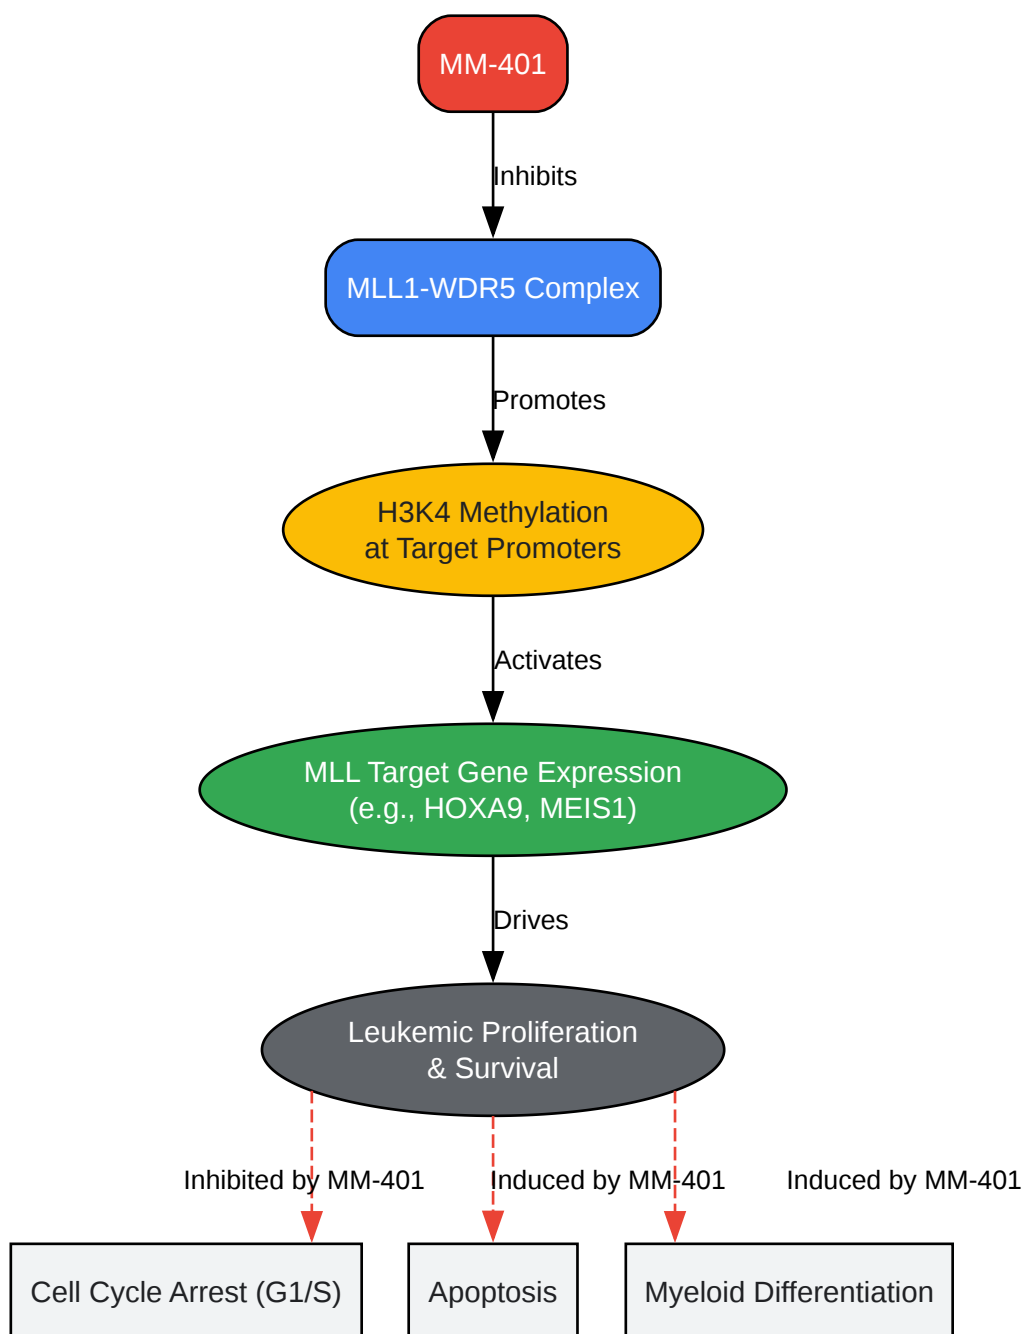 MM-401
Inhibits
MLL1-WDR5 Complex
Promotes
H3K4 Methylation
at Target Promoters
Activates
MLL Target Gene Expression
(e.g., HOXA9, MEIS1)
Drives
Leukemic Proliferation
& Survival
Inhibited by MM-401
Induced by MM-401
Induced by MM-401
Cell Cycle Arrest (G1/S)
Apoptosis
Myeloid Differentiation